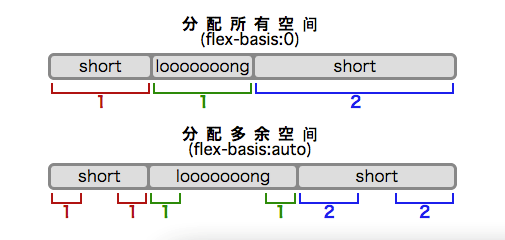 分配所有空间
(flex-basis:0)
short looooooong short
1 1 2
分配多余空间
(flex-basis:auto)
short looooooong short
1 1 1 1 2 2